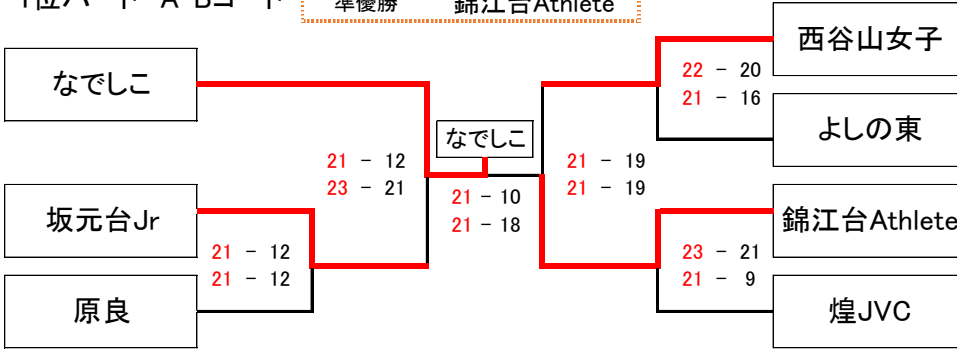 準優勝 錦江台Athlete
なでしこ
坂元台Jr
原良
21 - 12
21 - 12
21 - 12
23 - 21
なでしこ
21 - 10
21 - 18
21 - 19
21 - 19
西谷山女子
よしの東
22 - 20
21 - 16
錦江台Athlete
煌JVC
23 - 21
21 - 9